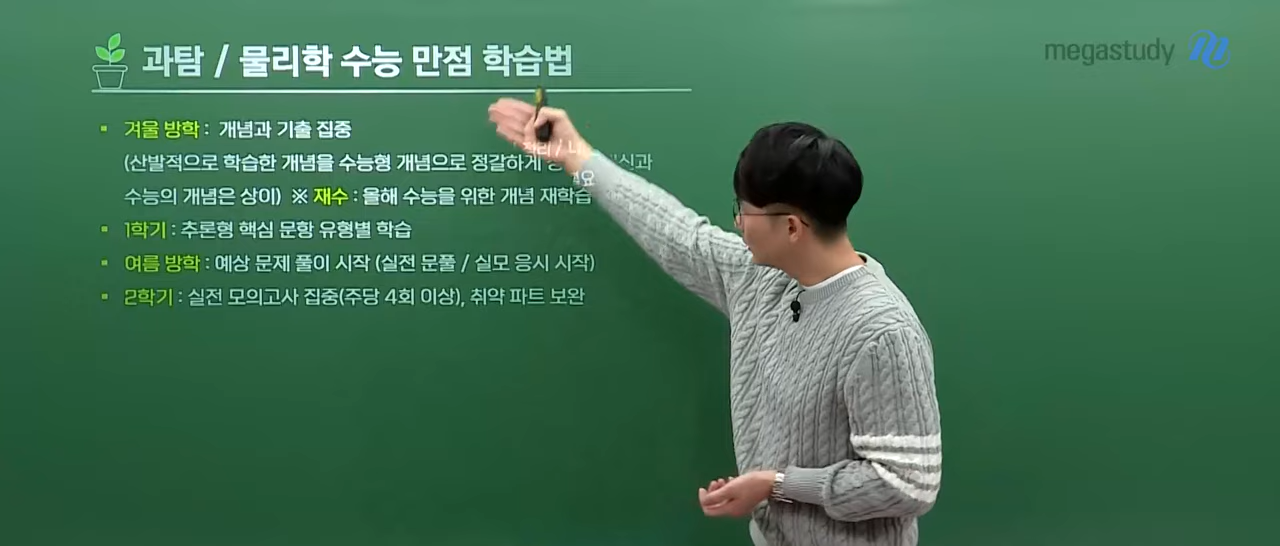 과탐 / 물리학 수능 만점 학습법
megastudy
▪ 겨울 방학 : 개념과 기출 집중
(산발적으로 학습한 개념을 수능형 개념으로 정갈하게
수능의 개념은 상이) ※ 재수 : 올해 수능을 위한 개념 재학습
▪ 1학기 : 추론형 핵심 문항 유형별 학습
▪ 여름 방학 : 예상 문제 풀이 시작 (실전 문풀 / 실모 응시 시작)
▪ 2학기 : 실전 모의고사 집중(주당 4회 이상), 취약 파트 보완